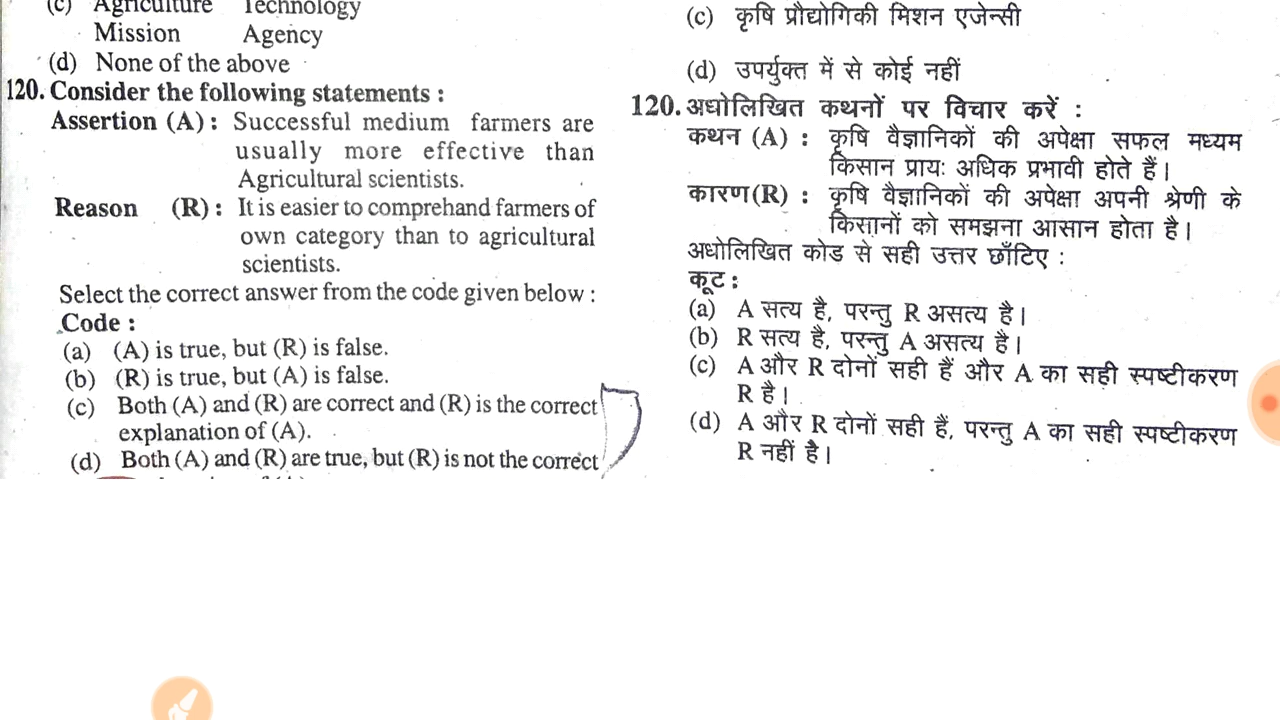 (c) Agriculture Technology
Mission Agency
(d) None of the above
120. Consider the following statements :
Assertion (A) : Successful medium farmers are
usually more effective than
Agricultural scientists.
Reason (R) : It is easier to comprehand farmers of
own category than to agricultural
scientists.
Select the correct answer from the code given below :
Code :
(a) (A) is true, but (R) is false.
(b) (R) is true, but (A) is false.
(c) Both (A) and (R) are correct and (R) is the correct
explanation of (A).
(d) Both (A) and (R) are true, but (R) is not the correct
(c) कृषि प्रौद्योगिकी मिशन एजेन्सी
(d) उपर्युक्त में से कोई नहीं
120. अधोलिखित कथनों पर विचार करें :
कथन (A) : कृषि वैज्ञानिकों की अपेक्षा सफल मध्यम
किसान प्रायः अधिक प्रभावी होते हैं।
कारण(R) : कृषि वैज्ञानिकों की अपेक्षा अपनी श्रेणी के
किसानों को समझना आसान होता है।
अधोलिखित कोड से सही उत्तर छाँटिए :
कूट :
(a) A सत्य है, परन्तु R असत्य है।
(b) R सत्य है, परन्तु A असत्य है।
(c) A और R दोनों सही हैं और A का सही स्पष्टीकरण
R है।
(d) A और R दोनों सही हैं, परन्तु A का सही स्पष्टीकरण
R नहीं है।